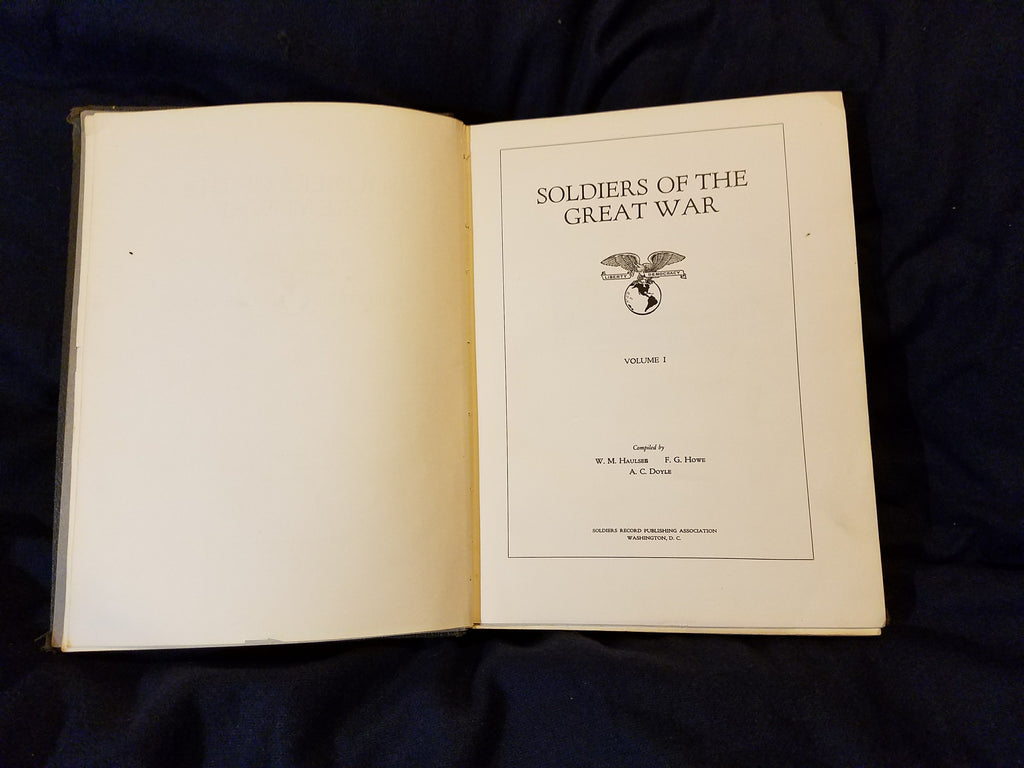 SOLDIERS OF THE
GREAT WAR
LIBERTY DEMOCRACY
VOLUME I
Compiled by
W. M. HAULSEE F. G. HOWE
A. C. DOYLE
SOLDIERS RECORD PUBLISHING ASSOCIATION
WASHINGTON, D. C.